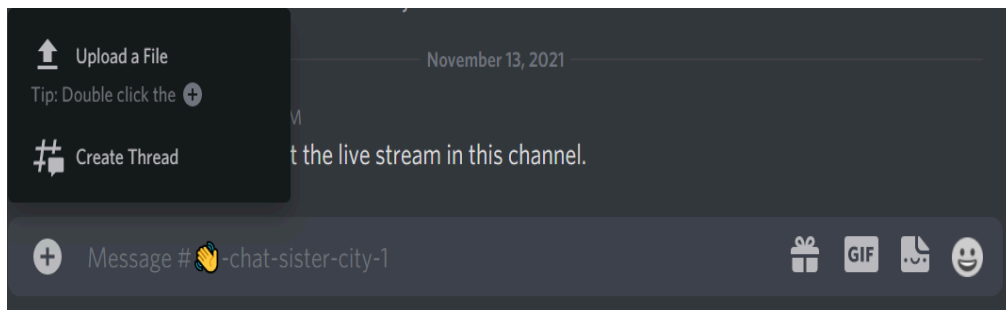 Upload a File
November 13, 2021
Tip: Double click the
M
Create Thread
t the live stream in this channel.
Message #👋-chat-sister-city-1
GIF